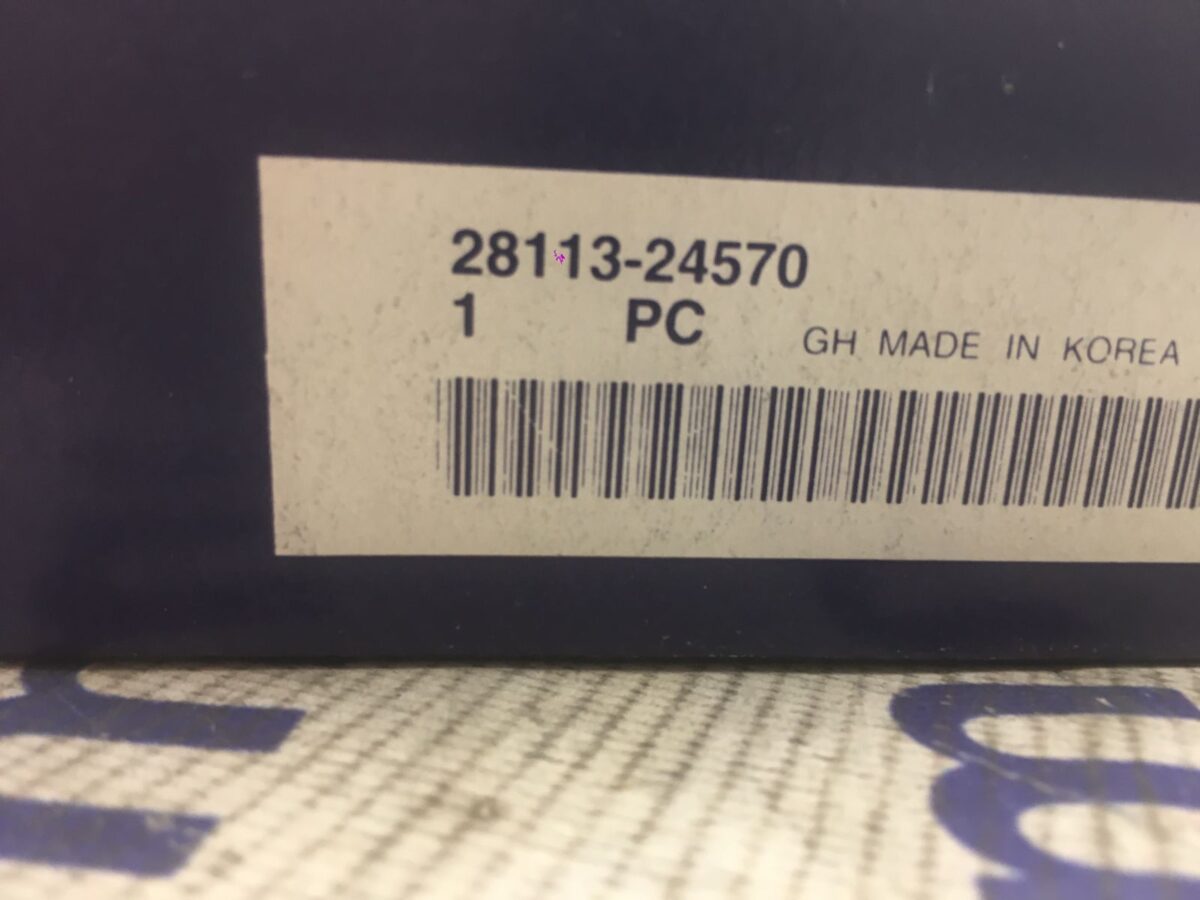 28113-24570
1 PC GH MADE IN KOREA